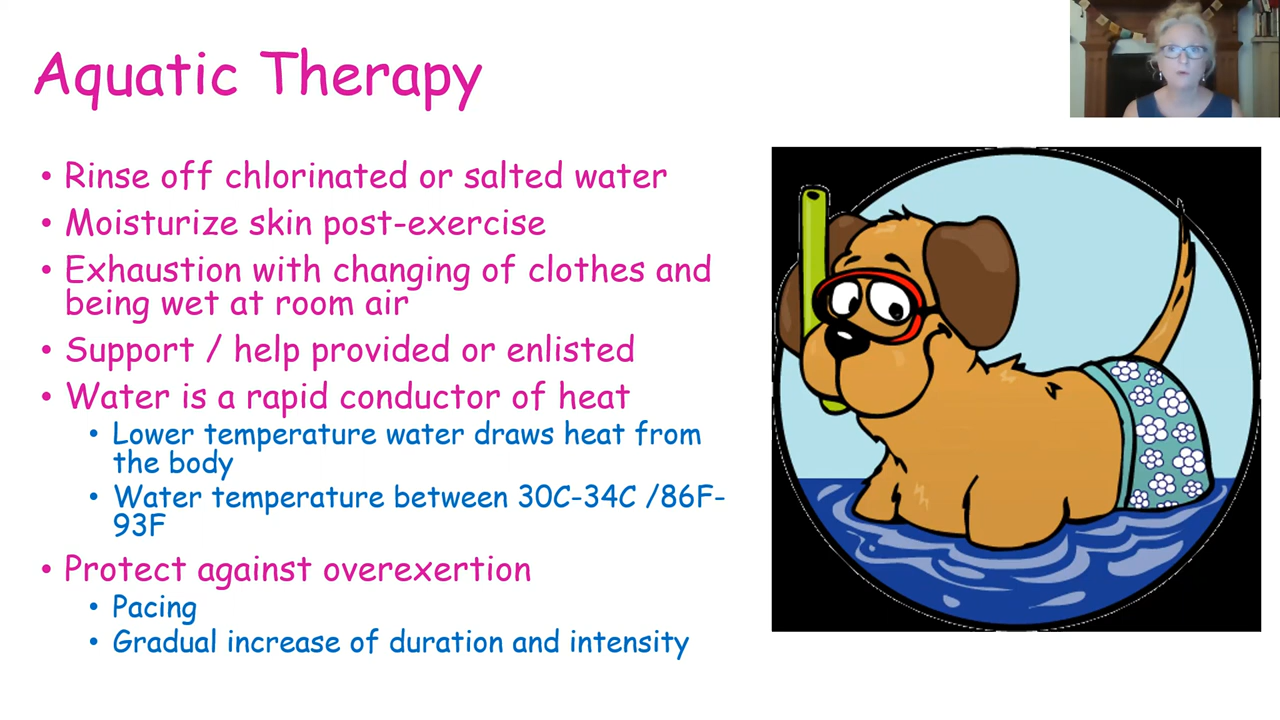 Aquatic Therapy
• Rinse off chlorinated or salted water
• Moisturize skin post-exercise
• Exhaustion with changing of clothes and
being wet at room air
• Support / help provided or enlisted
• Water is a rapid conductor of heat
• Lower temperature water draws heat from
the body
• Water temperature between 30C-34C /86F-
93F
• Protect against overexertion
• Pacing
• Gradual increase of duration and intensity